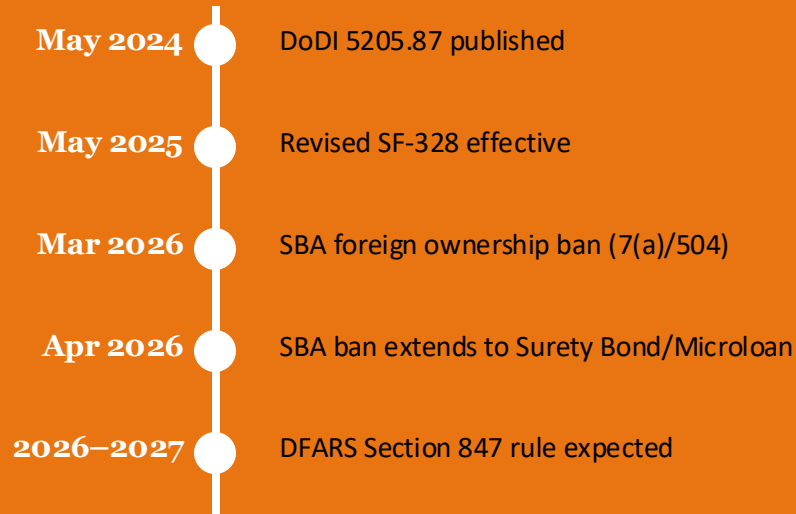 May 2024 DoDI 5205.87 published
May 2025 Revised SF-328 effective
Mar 2026 SBA foreign ownership ban (7(a)/504)
Apr 2026 SBA ban extends to Surety Bond/Microloan
2026–2027 DFARS Section 847 rule expected